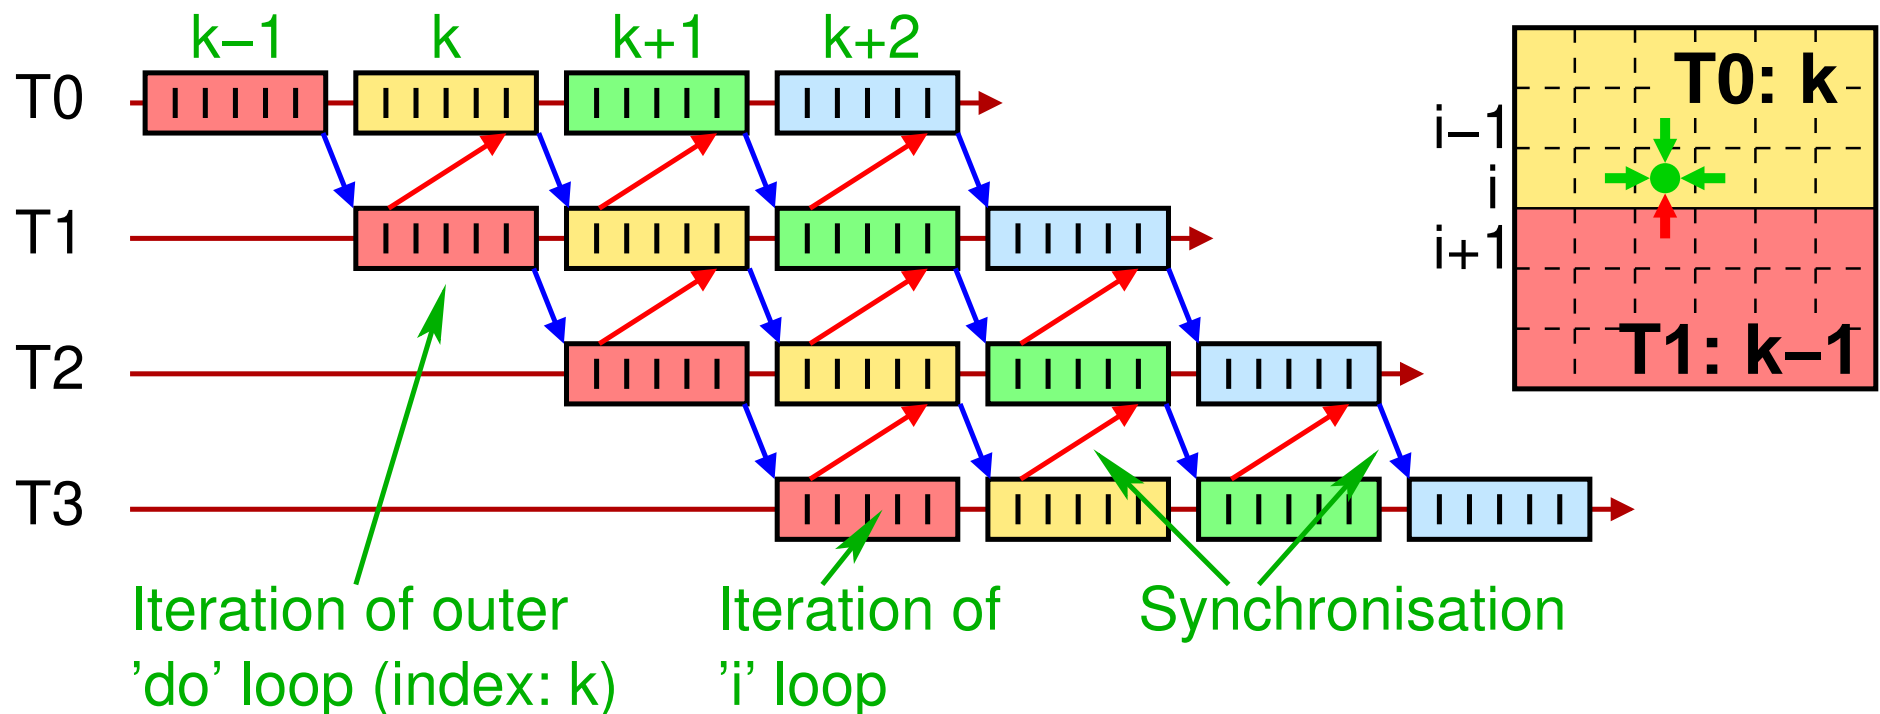 k–1 k k+1 k+2
T0
T1
T2
T3
T0: k
i–1
i
i+1
T1: k–1
Iteration of outer
'do' loop (index: k)
Iteration of
'i' loop
Synchronisation